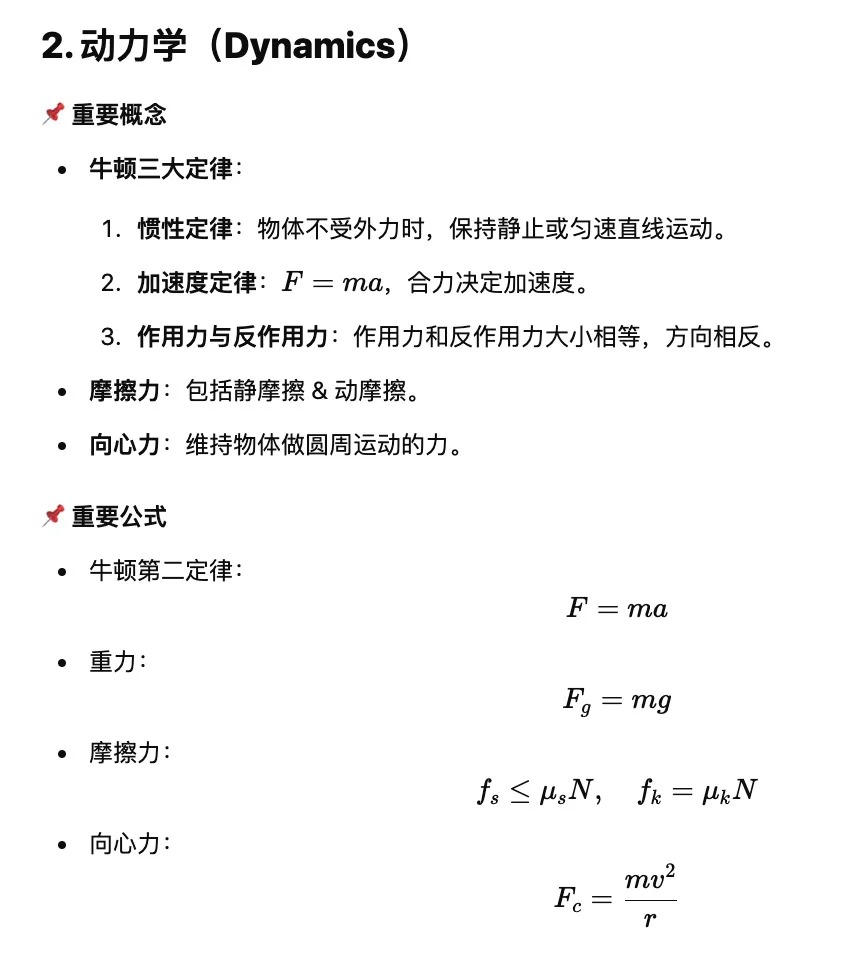 2. 动力学（Dynamics）
📌 重要概念
• 牛顿三大定律：
1. 惯性定律：物体不受外力时，保持静止或匀速直线运动。
2. 加速度定律：F = ma，合力决定加速度。
3. 作用力与反作用力：作用力和反作用力大小相等，方向相反。
• 摩擦力：包括静摩擦 & 动摩擦。
• 向心力：维持物体做圆周运动的力。
📌 重要公式
• 牛顿第二定律：
F = ma
• 重力：
F_g = mg
• 摩擦力：
f_s ≤ μ_s N, f_k = μ_k N
• 向心力：
F_c = \frac{mv^2}{r}